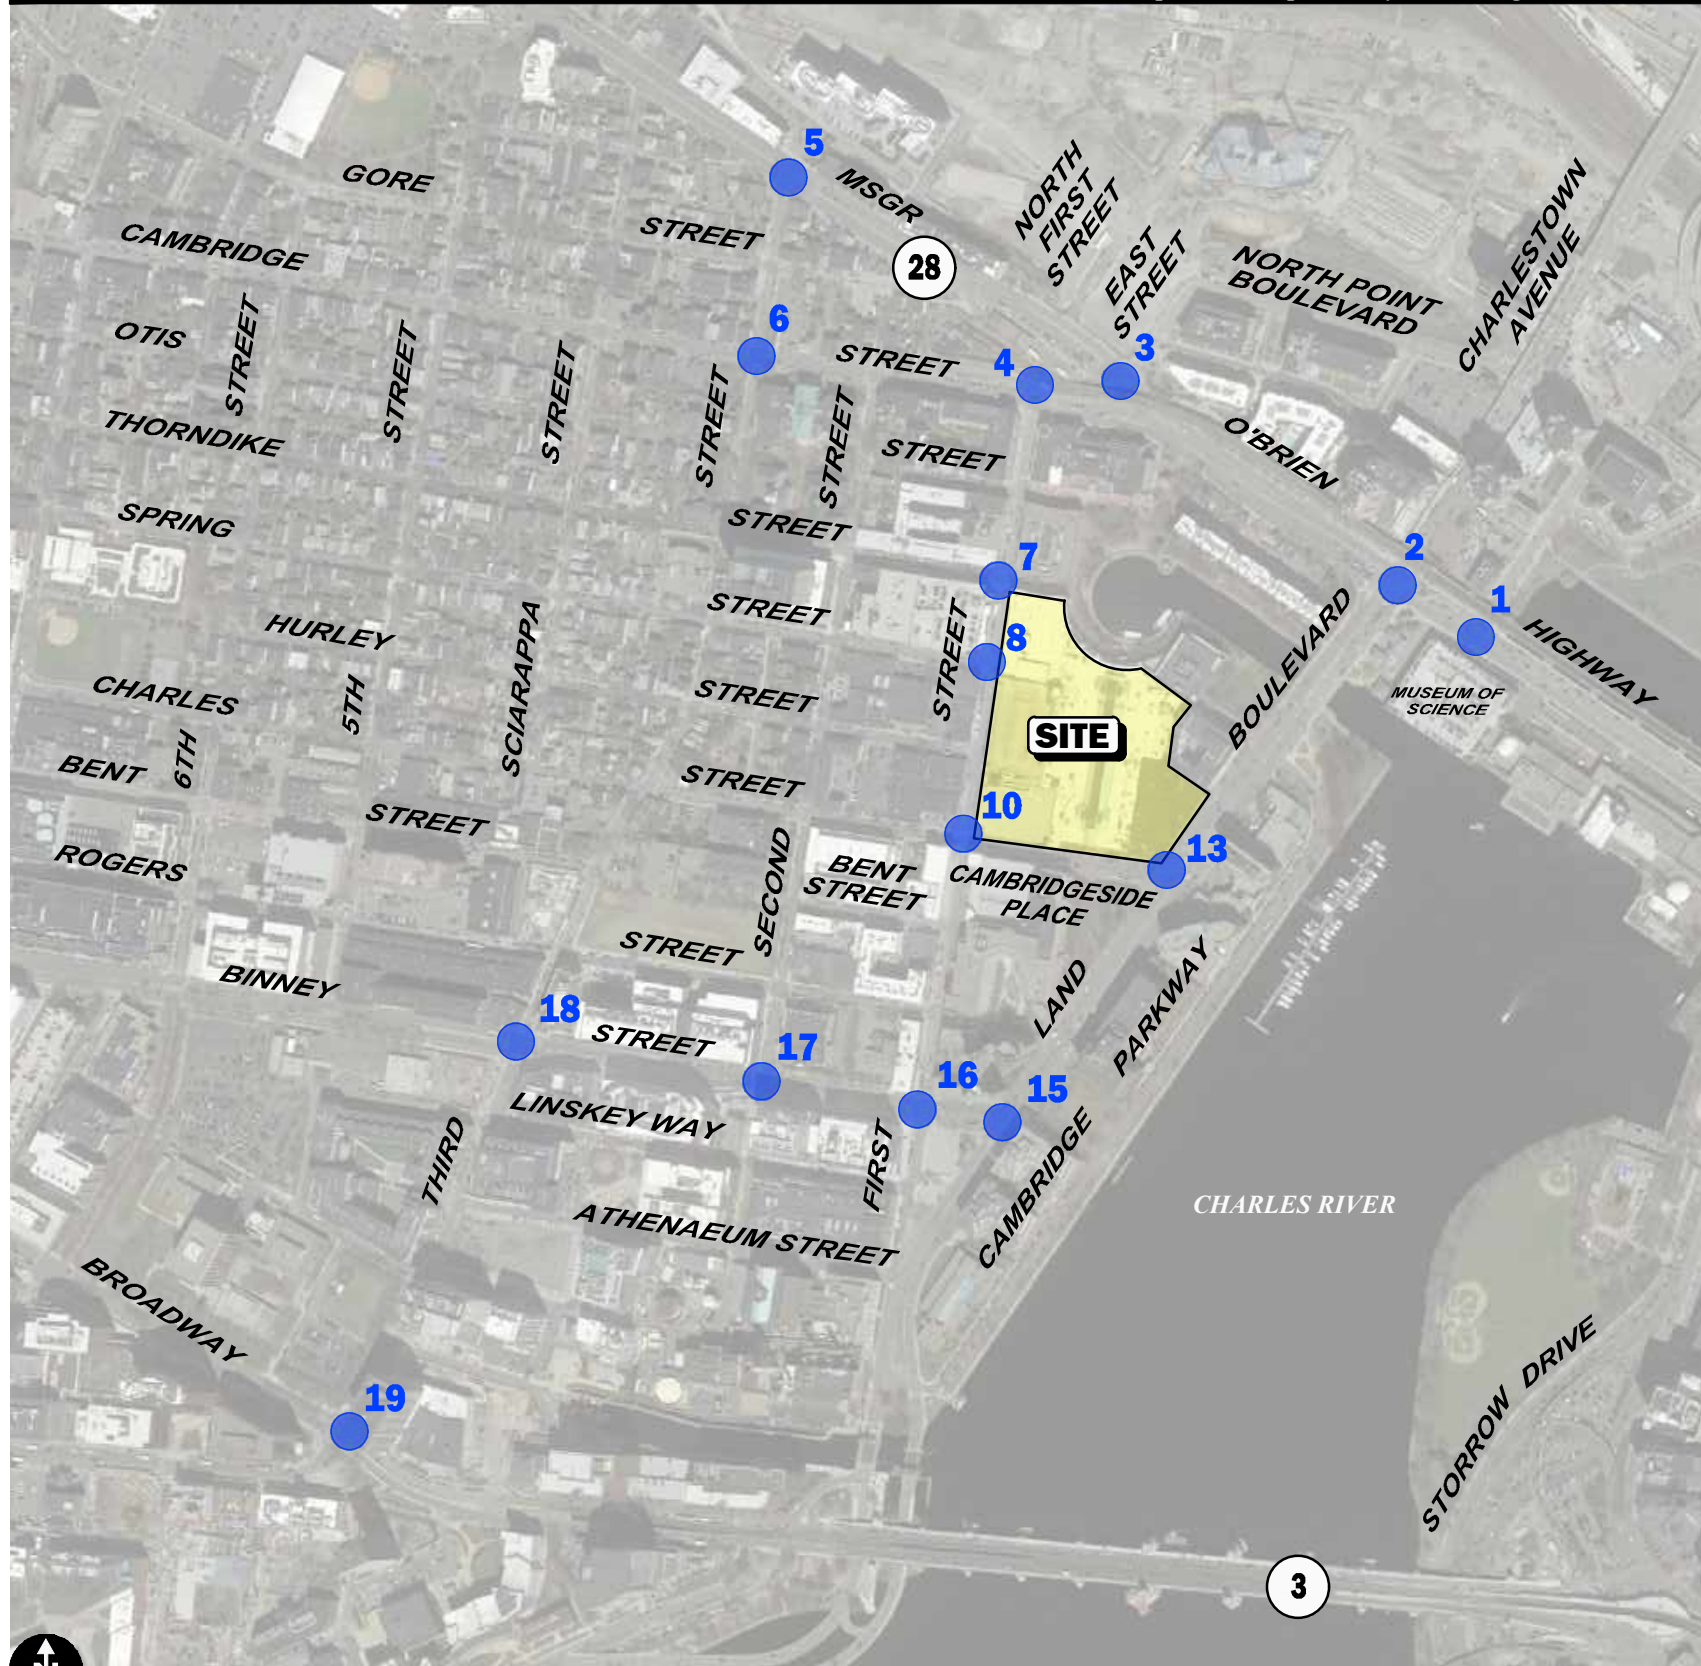 5
GORE
MSGR
NORTH
FIRST
STREET
STREET
CAMBRIDGE
28
EAST
STREET
NORTH POINT
BOULEVARD
CHARLESTOWN
AVENUE
6
OTIS
STREET
STREET
STREET
STREET
STREET
STREET
4
3
THORNDIKE
STREET
O'BRIEN
SPRING
STREET
7
2
1
HURLEY
STREET
SCIARAPPA
STREET
8
BOULEVARD
HIGHWAY
CHARLES
5TH
STREET
MUSEUM OF
SCIENCE
SITE
BENT
6TH
STREET
STREET
10
ROGERS
SECOND
BENT
STREET
CAMBRIDGESIDE
PLACE
13
STREET
BINNEY
18
STREET
17
LAND
PARKWAY
LINSKEY WAY
16
15
THIRD
FIRST
CAMBRIDGE
CHARLES RIVER
ATHENAEUM STREET
BROADWAY
STORROW DRIVE
19
3